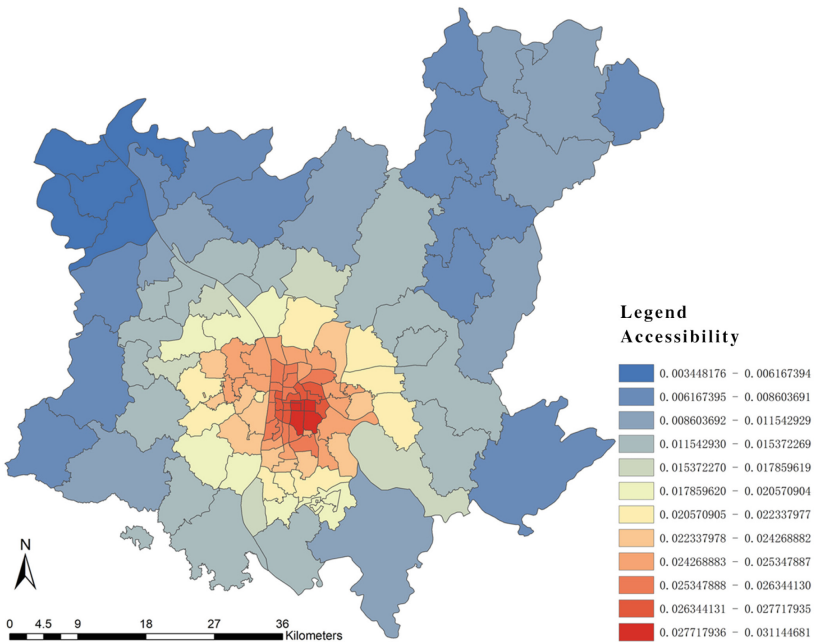 Legend
Accessibility
0.003448176 - 0.006167394
0.006167395 - 0.008603691
0.008603692 - 0.011542929
0.011542930 - 0.015372269
0.015372270 - 0.017859619
0.017859620 - 0.020570904
0.020570905 - 0.022337977
0.022337978 - 0.024268882
0.024268883 - 0.025347887
0.025347888 - 0.026344130
0.026344131 - 0.027717935
0.027717936 - 0.031144681
N
0 4.5 9 18 27 36
Kilometers